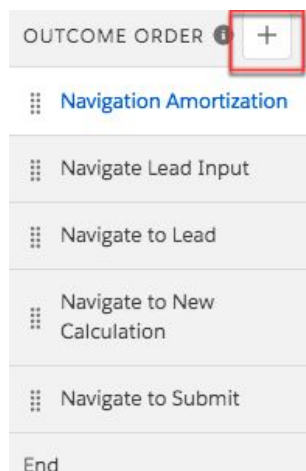 OUTCOME ORDER
Navigation Amortization
Navigate Lead Input
Navigate to Lead
Navigate to New
Calculation
Navigate to Submit
End